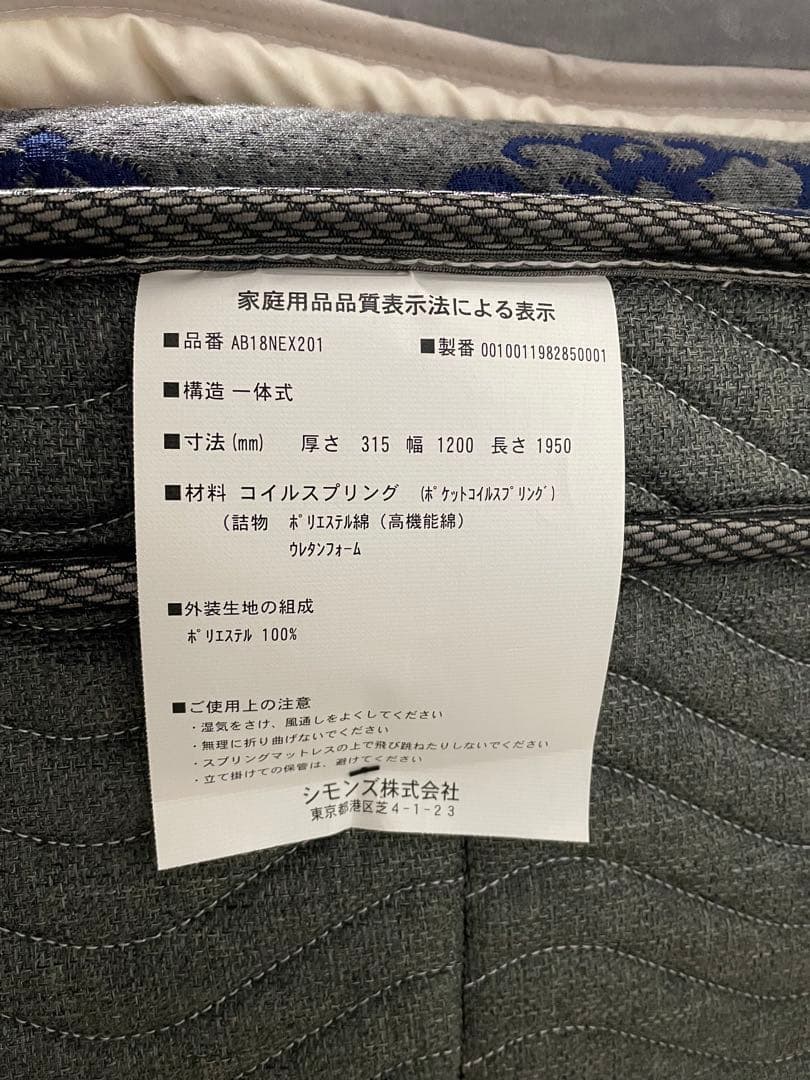 家庭用品品質表示法による表示
■品番 AB18NEX201 ■製番 0010011982850001
■構造 一体式
■寸法(mm) 厚さ 315 幅 1200 長さ 1950
■材料 コイルスプリング (ﾎﾟｹｯﾄｺｲﾙｽﾌﾟﾘﾝｸﾞ)
(詰物 ﾎﾟﾘｴｽﾃﾙ綿(高機能綿)
ｳﾚﾀﾝﾌｫｰﾑ
■外装生地の組成
ﾎﾟﾘｴｽﾃﾙ 100%
■ご使用上の注意
・湿気をさけ、風通しをよくしてください
・無理に折り曲げないでください
・スプリングマットレスの上で飛び跳ねたりしないでください
・立て掛けての保管は、避けてください
シモンズ株式会社
東京都港区芝4-1-23